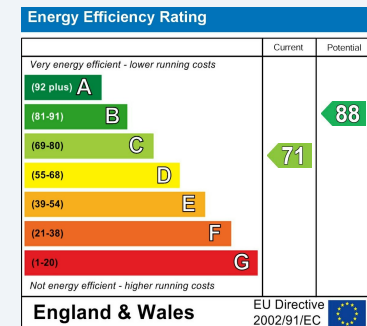 Energy Efficiency Rating
Current Potential
Very energy efficient - lower running costs
(92 plus) A
(81-91) B
88
(69-80) C
71
(55-68) D
(39-54) E
(21-38) F
(1-20) G
Not energy efficient - higher running costs
England & Wales
EU Directive
2002/91/EC